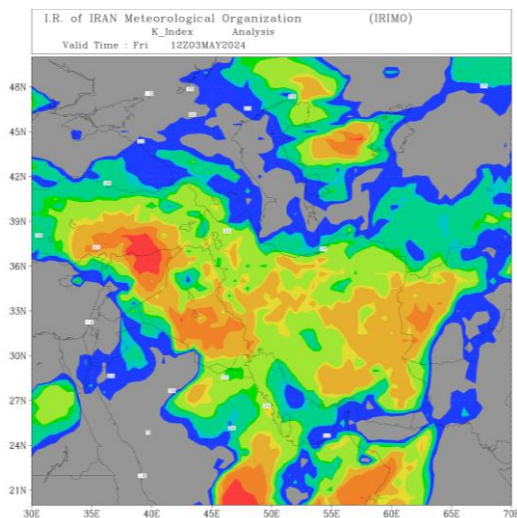 I.R. of IRAN Meteorological Organization (IRIMO)
K_Index Analysis
Valid Time : Fri 12Z03MAY2024
48N
45N
42N
39N
36N
33N
30N
27N
24N
21N
30E 35E 40E 45E 50E 55E 60E 65E 70E